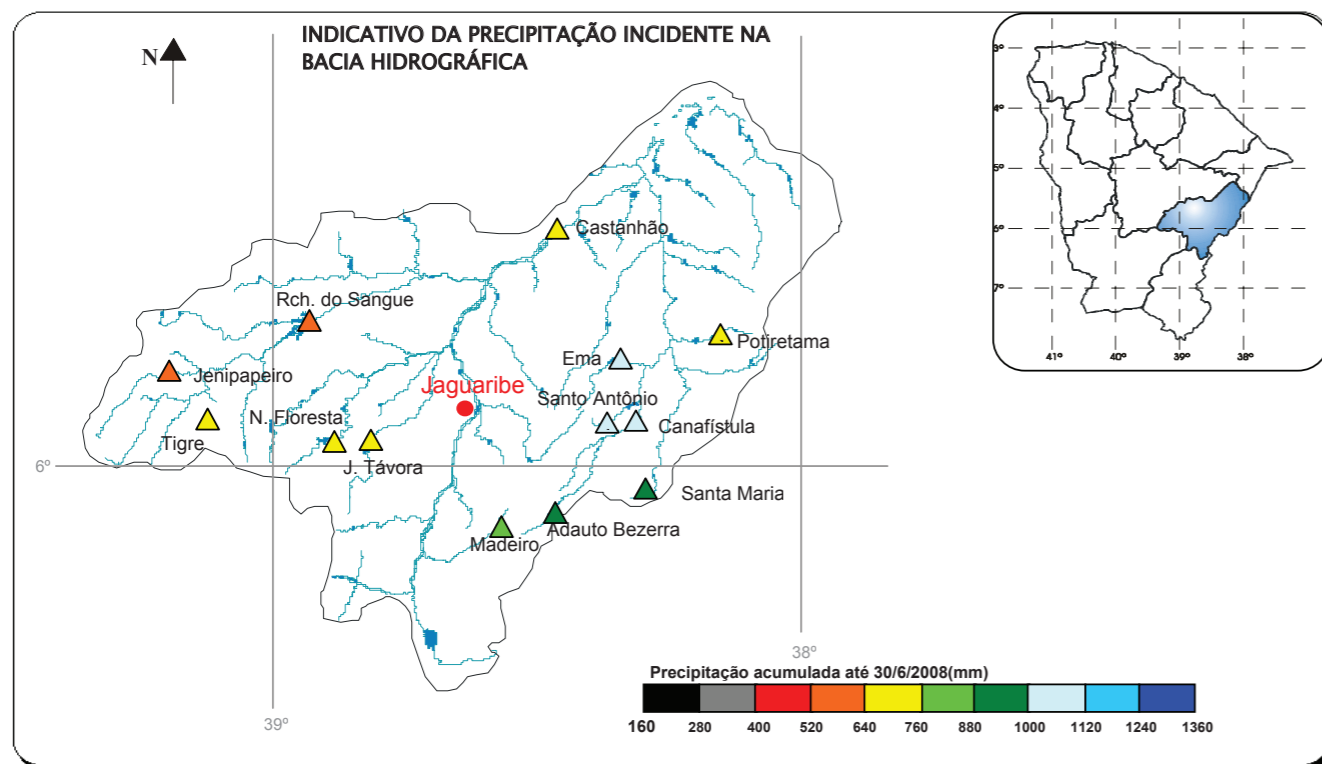 INDICATIVO DA PRECIPITAÇÃO INCIDENTE NA
BACIA HIDROGRÁFICA
N
Castanhão
Rch. do Sangue
Potiretama
Ema
Jenipapeiro
Jaguaribe
Santo Antônio
N. Floresta
Canafístula
Tigre
J. Távora
6º
Santa Maria
Adauto Bezerra
Madeiro
38º
39º
3º
4º
5º
6º
7º
41º 40º 39º 38º
Precipitação acumulada até 30/6/2008(mm)
160 280 400 520 640 760 880 1000 1120 1240 1360